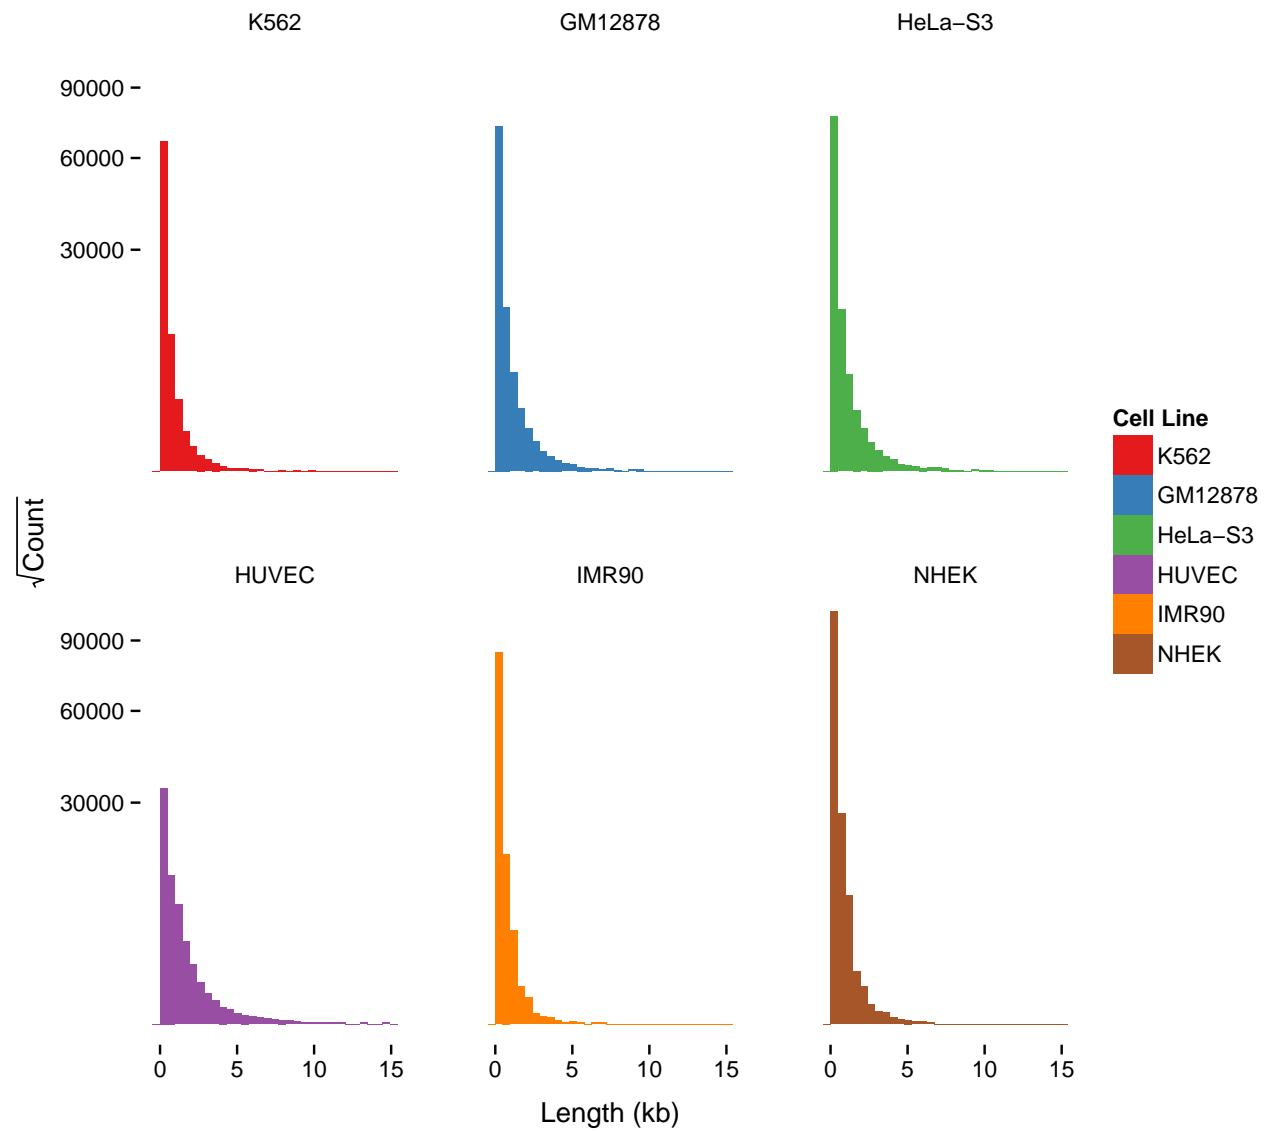 K562 GM12878 HeLa−S3
90000
60000
30000
√Count
HUVEC IMR90 NHEK
90000
60000
30000
0 5 10 15 0 5 10 15 0 5 10 15
Length (kb)
Cell Line
K562
GM12878
HeLa−S3
HUVEC
IMR90
NHEK